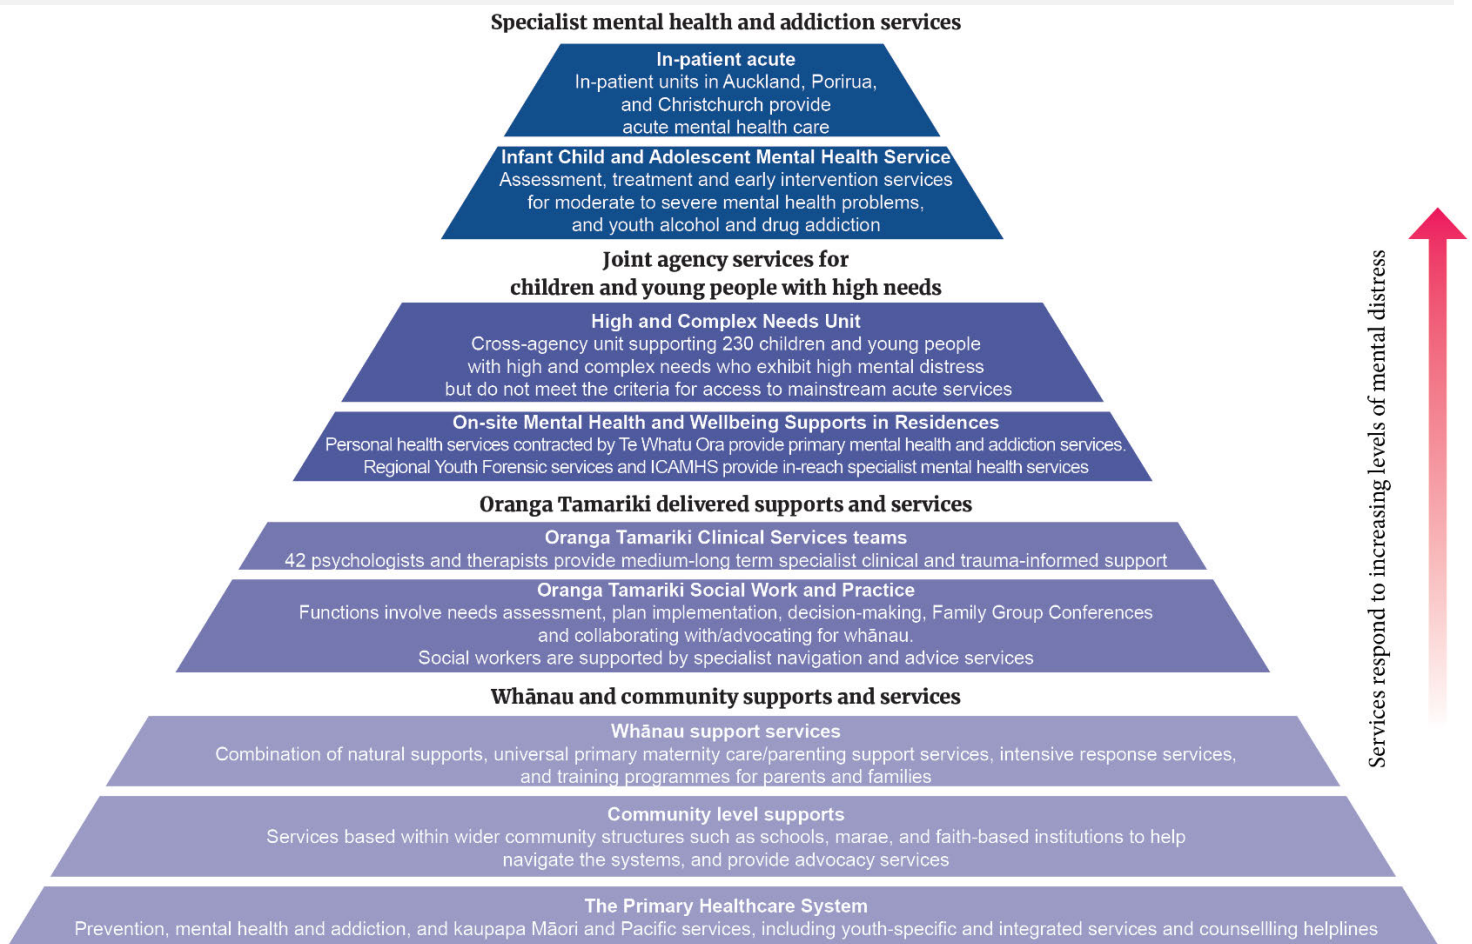 Specialist mental health and addiction services
In-patient acute
In-patient units in Auckland, Porirua,
and Christchurch provide
acute mental health care
Infant Child and Adolescent Mental Health Service
Assessment, treatment and early intervention services
for moderate to severe mental health problems,
and youth alcohol and drug addiction
Joint agency services for
children and young people with high needs
High and Complex Needs Unit
Cross-agency unit supporting 230 children and young people
with high and complex needs who exhibit high mental distress
but do not meet the criteria for access to mainstream acute services
On-site Mental Health and Wellbeing Supports in Residences
Personal health services contracted by Te Whatu Ora provide primary mental health and addiction services.
Regional Youth Forensic services and ICAMHS provide in-reach specialist mental health services
Oranga Tamariki delivered supports and services
Oranga Tamariki Clinical Services teams
42 psychologists and therapists provide medium-long term specialist clinical and trauma-informed support
Oranga Tamariki Social Work and Practice
Functions involve needs assessment, plan implementation, decision-making, Family Group Conferences
and collaborating with/advocating for whānau.
Social workers are supported by specialist navigation and advice services
Whānau and community supports and services
Whānau support services
Combination of natural supports, universal primary maternity care/parenting support services, intensive response services,
and training programmes for parents and families
Community level supports
Services based within wider community structures such as schools, marae, and faith-based institutions to help
navigate the systems, and provide advocacy services
The Primary Healthcare System
Prevention, mental health and addiction, and kaupapa Māori and Pacific services, including youth-specific and integrated services and counsellling helplines
Services respond to increasing levels of mental distress